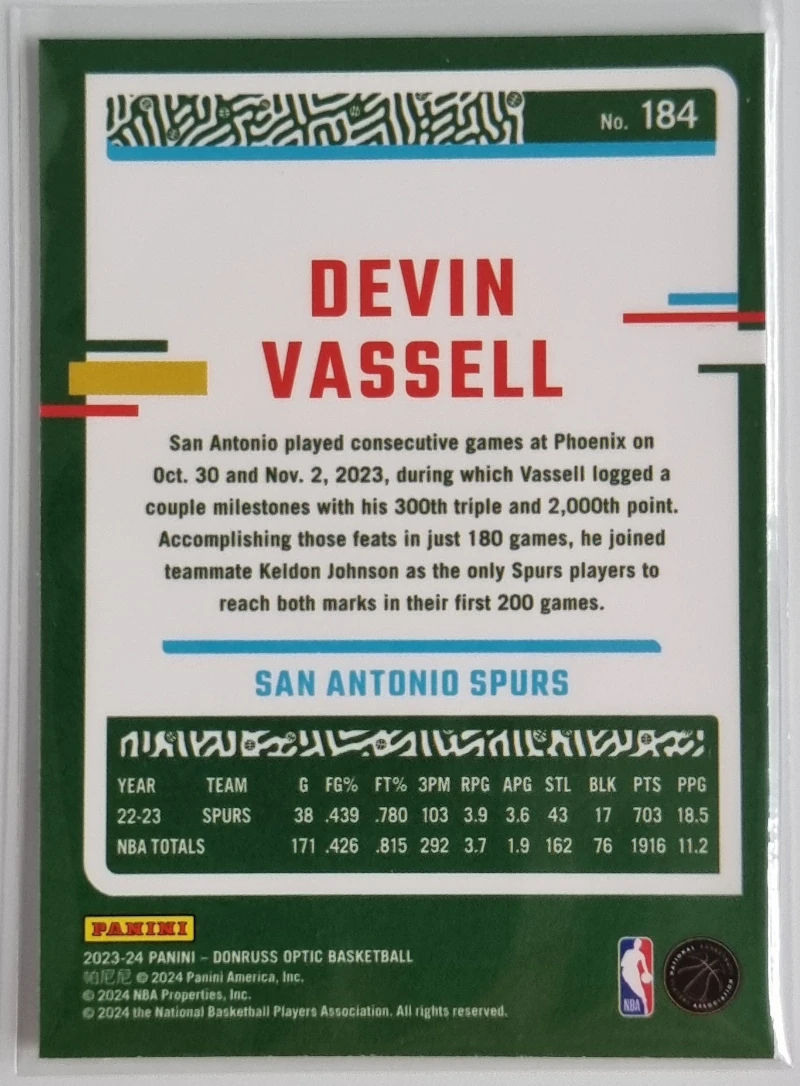 No. 184
DEVIN
VASSELL
San Antonio played consecutive games at Phoenix on
Oct. 30 and Nov. 2, 2023, during which Vassell logged a
couple milestones with his 300th triple and 2,000th point.
Accomplishing those feats in just 180 games, he joined
teammate Keldon Johnson as the only Spurs players to
reach both marks in their first 200 games.
SAN ANTONIO SPURS
YEAR TEAM G FG% FT% 3PM RPG APG STL BLK PTS PPG
22-23 SPURS 38 .439 .780 103 3.9 3.6 43 17 703 18.5
NBA TOTALS 171 .426 .815 292 3.7 1.9 162 76 1916 11.2
PANINI
2023-24 PANINI – DONRUSS OPTIC BASKETBALL
帕尼尼 © 2024 Panini America, Inc.
© 2024 NBA Properties, Inc.
© 2024 the National Basketball Players Association. All rights reserved.
NBA
NATIONAL BASKETBALL
ASSOCIATION